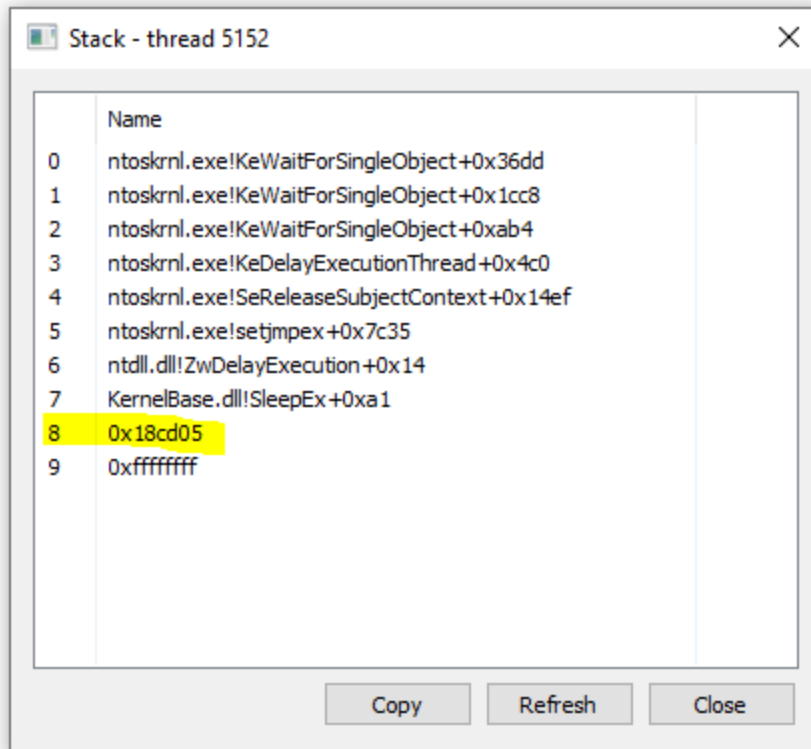 Stack - thread 5152
Name
0 ntoskrnl.exe!KeWaitForSingleObject+0x36dd
1 ntoskrnl.exe!KeWaitForSingleObject+0x1cc8
2 ntoskrnl.exe!KeWaitForSingleObject+0xab4
3 ntoskrnl.exe!KeDelayExecutionThread+0x4c0
4 ntoskrnl.exe!SeReleaseSubjectContext+0x14ef
5 ntoskrnl.exe!setjmpex+0x7c35
6 ntdll.dll!ZwDelayExecution+0x14
7 KernelBase.dll!SleepEx+0xa1
8 0x18cd05
9 0xffffffff
Copy Refresh Close